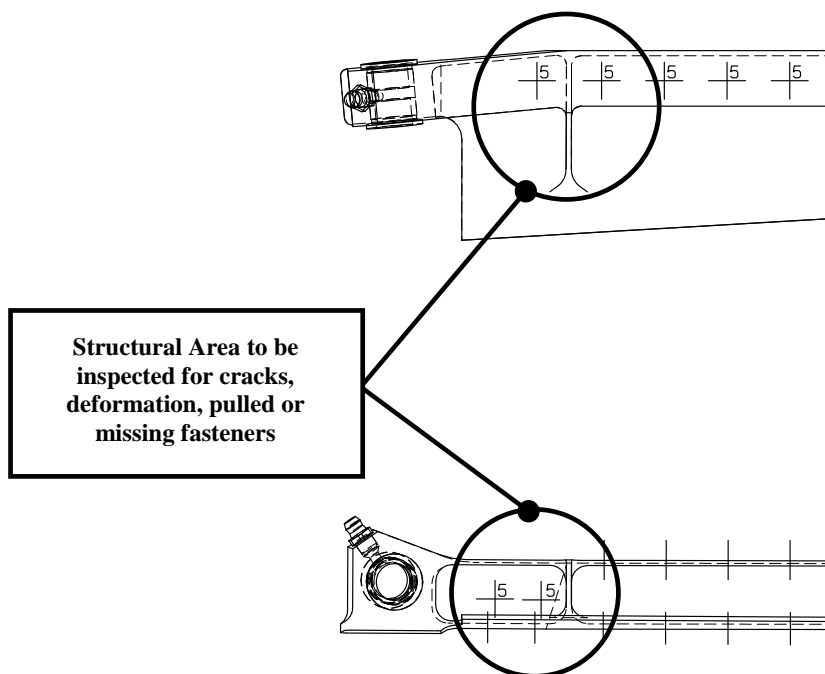 5 5 5 5 5
Structural Area to be
inspected for cracks,
deformation, pulled or
missing fasteners
5 5